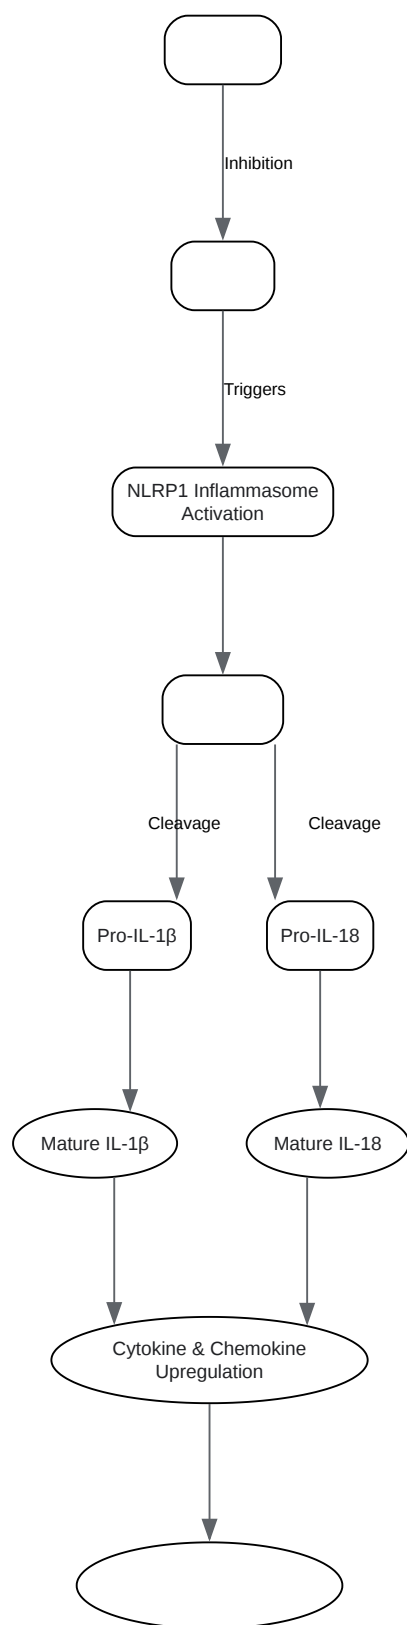 Inhibition
Triggers
NLRP1 Inflammasome
Activation
Cleavage
Cleavage
Pro-IL-1β
Pro-IL-18
Mature IL-1β
Mature IL-18
Cytokine & Chemokine
Upregulation